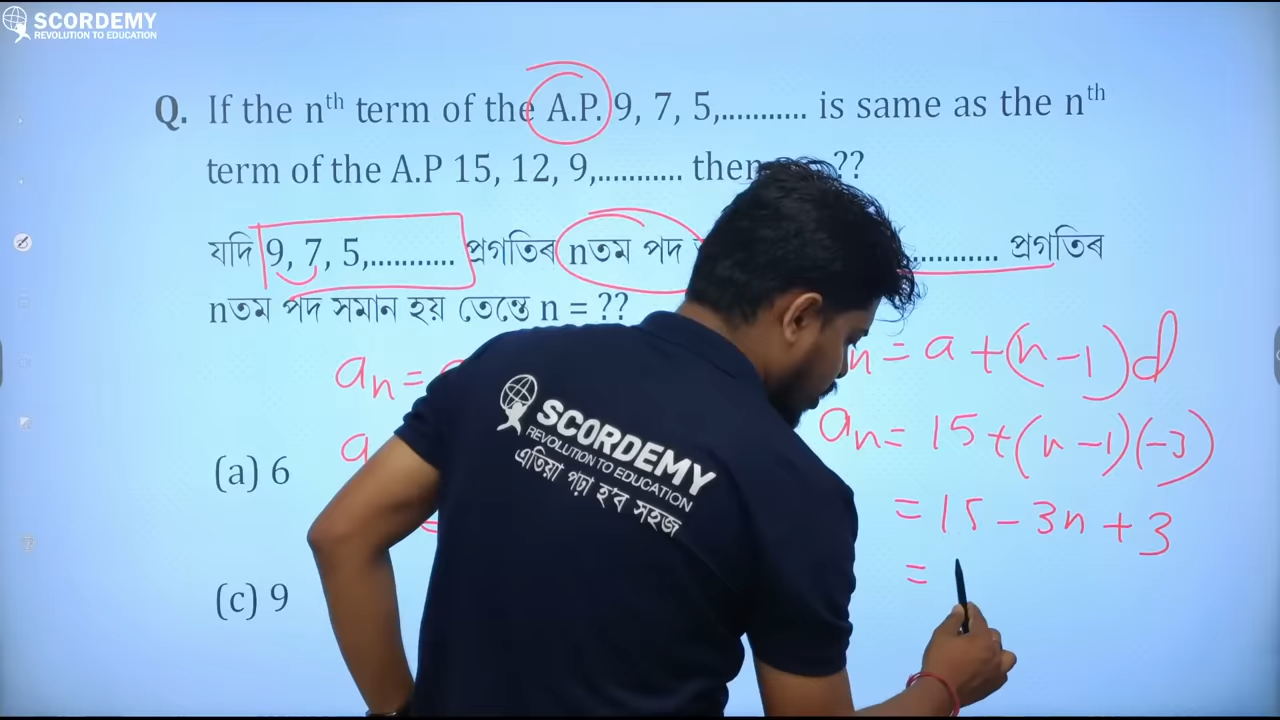 SCORDEMY
REVOLUTION TO EDUCATION
Q. If the nth term of the A.P. 9, 7, 5,........... is same as the nth
term of the A.P 15, 12, 9,........... then ??
যদি 9, 7, 5,........... প্ৰগতিৰ nতম পদ ............ প্ৰগতিৰ
nতম পদ সমান হয় তেন্তে n = ??
an =
n = a + (n - 1) d
a
an = 15 + (n - 1)(-3)
(a) 6
= 15 - 3n + 3
=
=
(c) 9
SCORDEMY
REVOLUTION TO EDUCATION
এতিয়া পঢ়া হ'ব সহজ